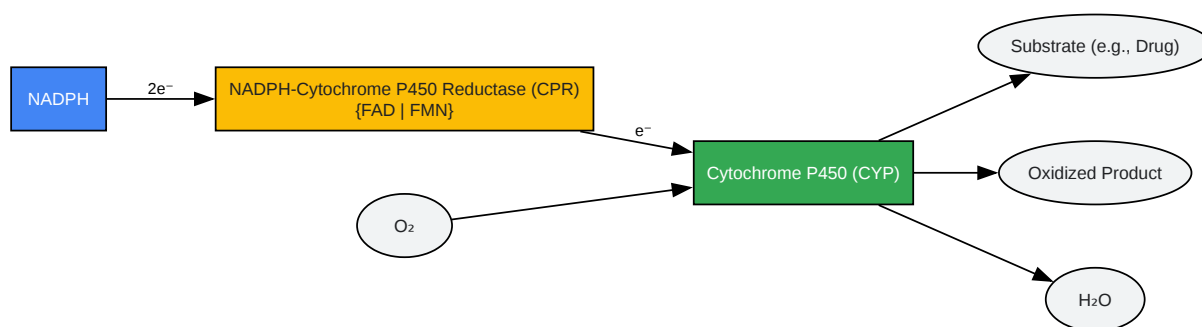 Substrate (e.g., Drug)
NADPH
2e⁻
NADPH-Cytochrome P450 Reductase (CPR)
{FAD | FMN}
e⁻
Cytochrome P450 (CYP)
Oxidized Product
O₂
H₂O